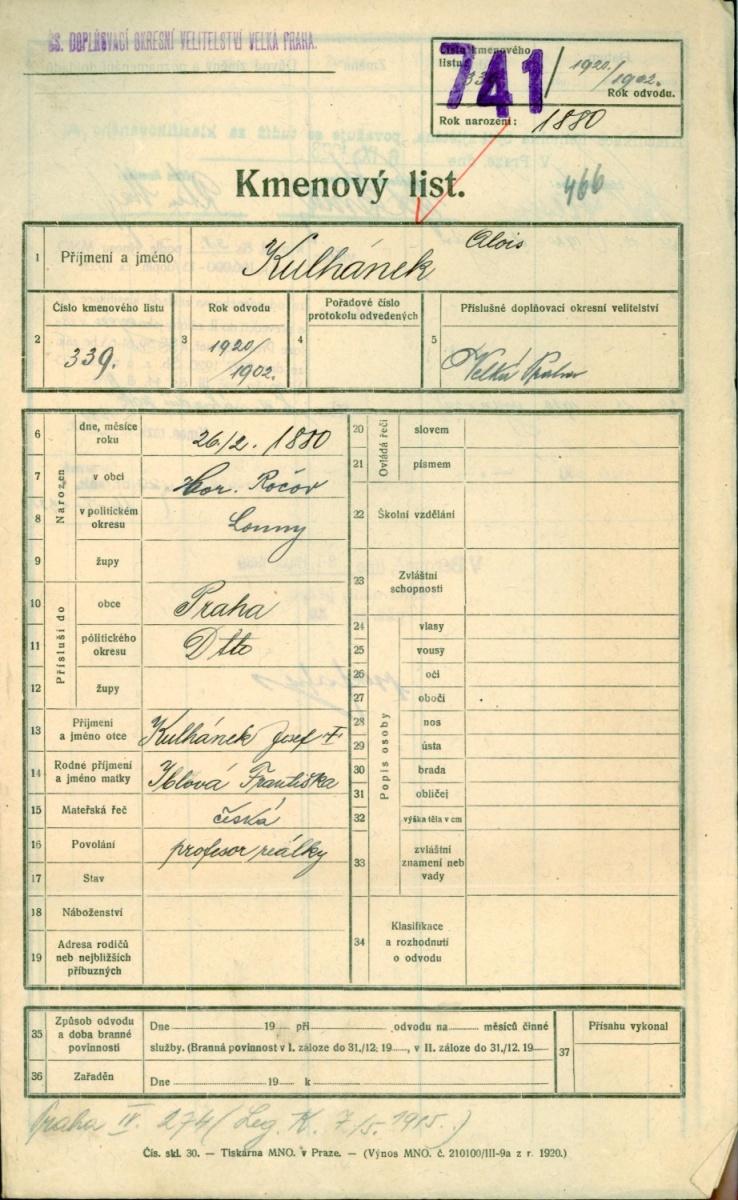 ČS. DOPLŇOVACÍ OKRESNÍ VELITELSTVÍ VELKÁ PRAHA.
Číslo kmenového
listu: 339 / 1920./1902.
741
Rok odvodu.
Rok narození: 1880
Kmenový list.
466
1 Příjmení a jméno Kulhánek Alois
2 Číslo kmenového listu 339.
3 Rok odvodu 1920/1902.
4 Pořadové číslo protokolu odvedených
5 Příslušné doplňovací okresní velitelství Velká Praha
Narozen
6 dne, měsíce roku 26/2. 1880
7 v obci Hor. Ročov
8 v politickém okresu Louny
9 župy
Přísluší do
10 obce Praha
11 politického okresu Dtto
12 župy
13 Příjmení a jméno otce Kulhánek Josef †
14 Rodné příjmení a jméno matky Františka
15 Mateřská řeč česká
16 Povolání profesor reálky
17 Stav
18 Náboženství
19 Adresa rodičů neb nejbližších příbuzných
Ovládá řeči
20 slovem
21 písmem
22 Školní vzdělání
23 Zvláštní schopnosti
Popis osoby
24 vlasy
25 vousy
26 oči
27 obočí
28 nos
29 ústa
30 brada
31 obličej
32 výška těla v cm
33 zvláštní znamení neb vady
34 Klasifikace a rozhodnutí o odvodu
35 Způsob odvodu a doba branné povinnosti
Dne 19 při odvodu na měsíců činné
služby. (Branná povinnost v I. záloze do 31./12. 19, v II. záloze do 31./12. 19
36 Zařaděn Dne 19 k
37 Přísahu vykonal
Praha IV. 274 (Leg. K. 7/5. 1915.)
Čís. skl. 30. — Tiskárna MNO. v Praze. — (Výnos MNO. č. 210100/III-9a z r. 1920.)